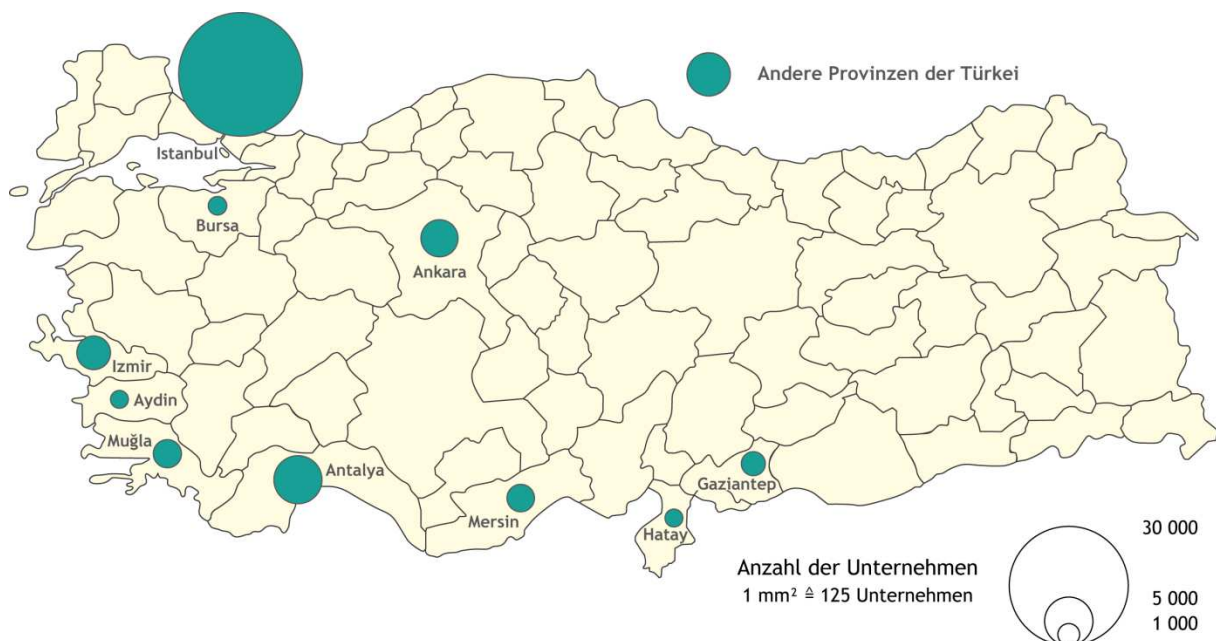 Andere Provinzen der Türkei
Istanbul
Bursa
Ankara
Izmir
Aydin
Muğla
Antalya
Mersin
Gaziantep
Hatay
Anzahl der Unternehmen
1 mm² ≙ 125 Unternehmen
30 000
5 000
1 000